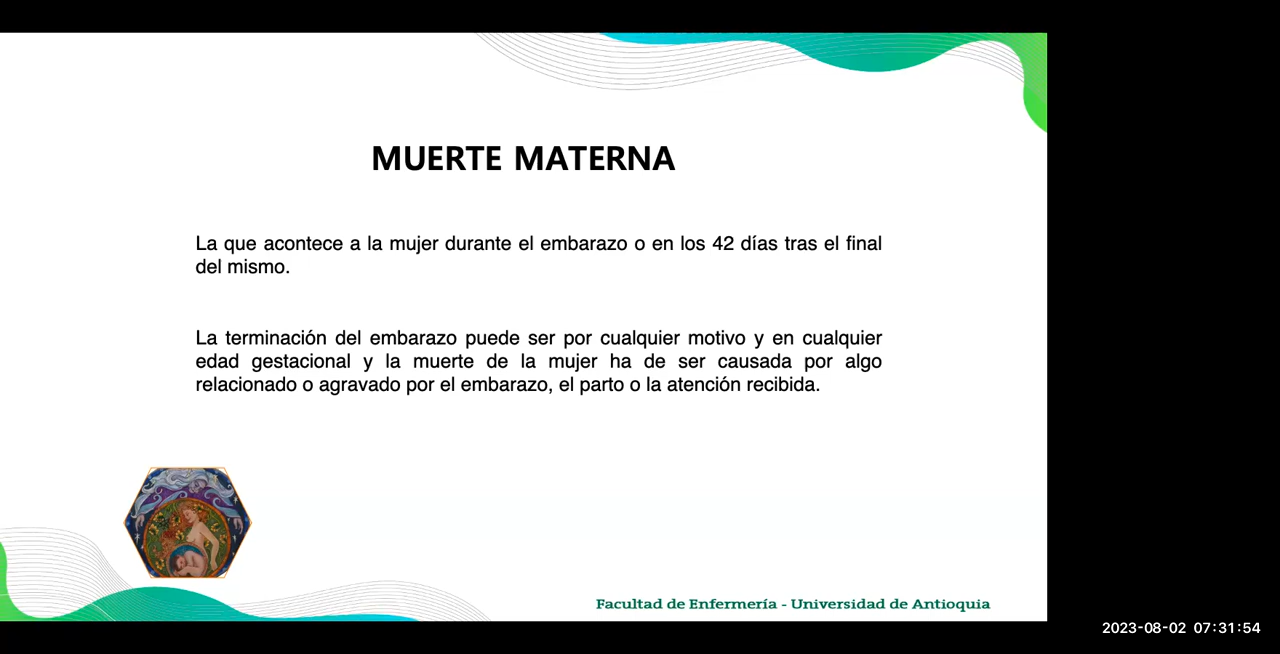 MUERTE MATERNA
La que acontece a la mujer durante el embarazo o en los 42 días tras el final
del mismo.
La terminación del embarazo puede ser por cualquier motivo y en cualquier
edad gestacional y la muerte de la mujer ha de ser causada por algo
relacionado o agravado por el embarazo, el parto o la atención recibida.
Facultad de Enfermería - Universidad de Antioquia
2023-08-02 07:31:54